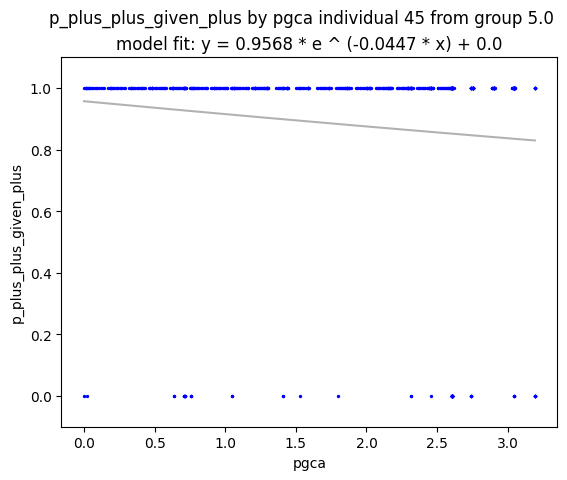 p_plus_plus_given_plus by pgca individual 45 from group 5.0
model fit: y = 0.9568 * e ^ (-0.0447 * x) + 0.0
1.0
0.8
0.6
0.4
0.2
0.0
p_plus_plus_given_plus
0.0 0.5 1.0 1.5 2.0 2.5 3.0
pgca